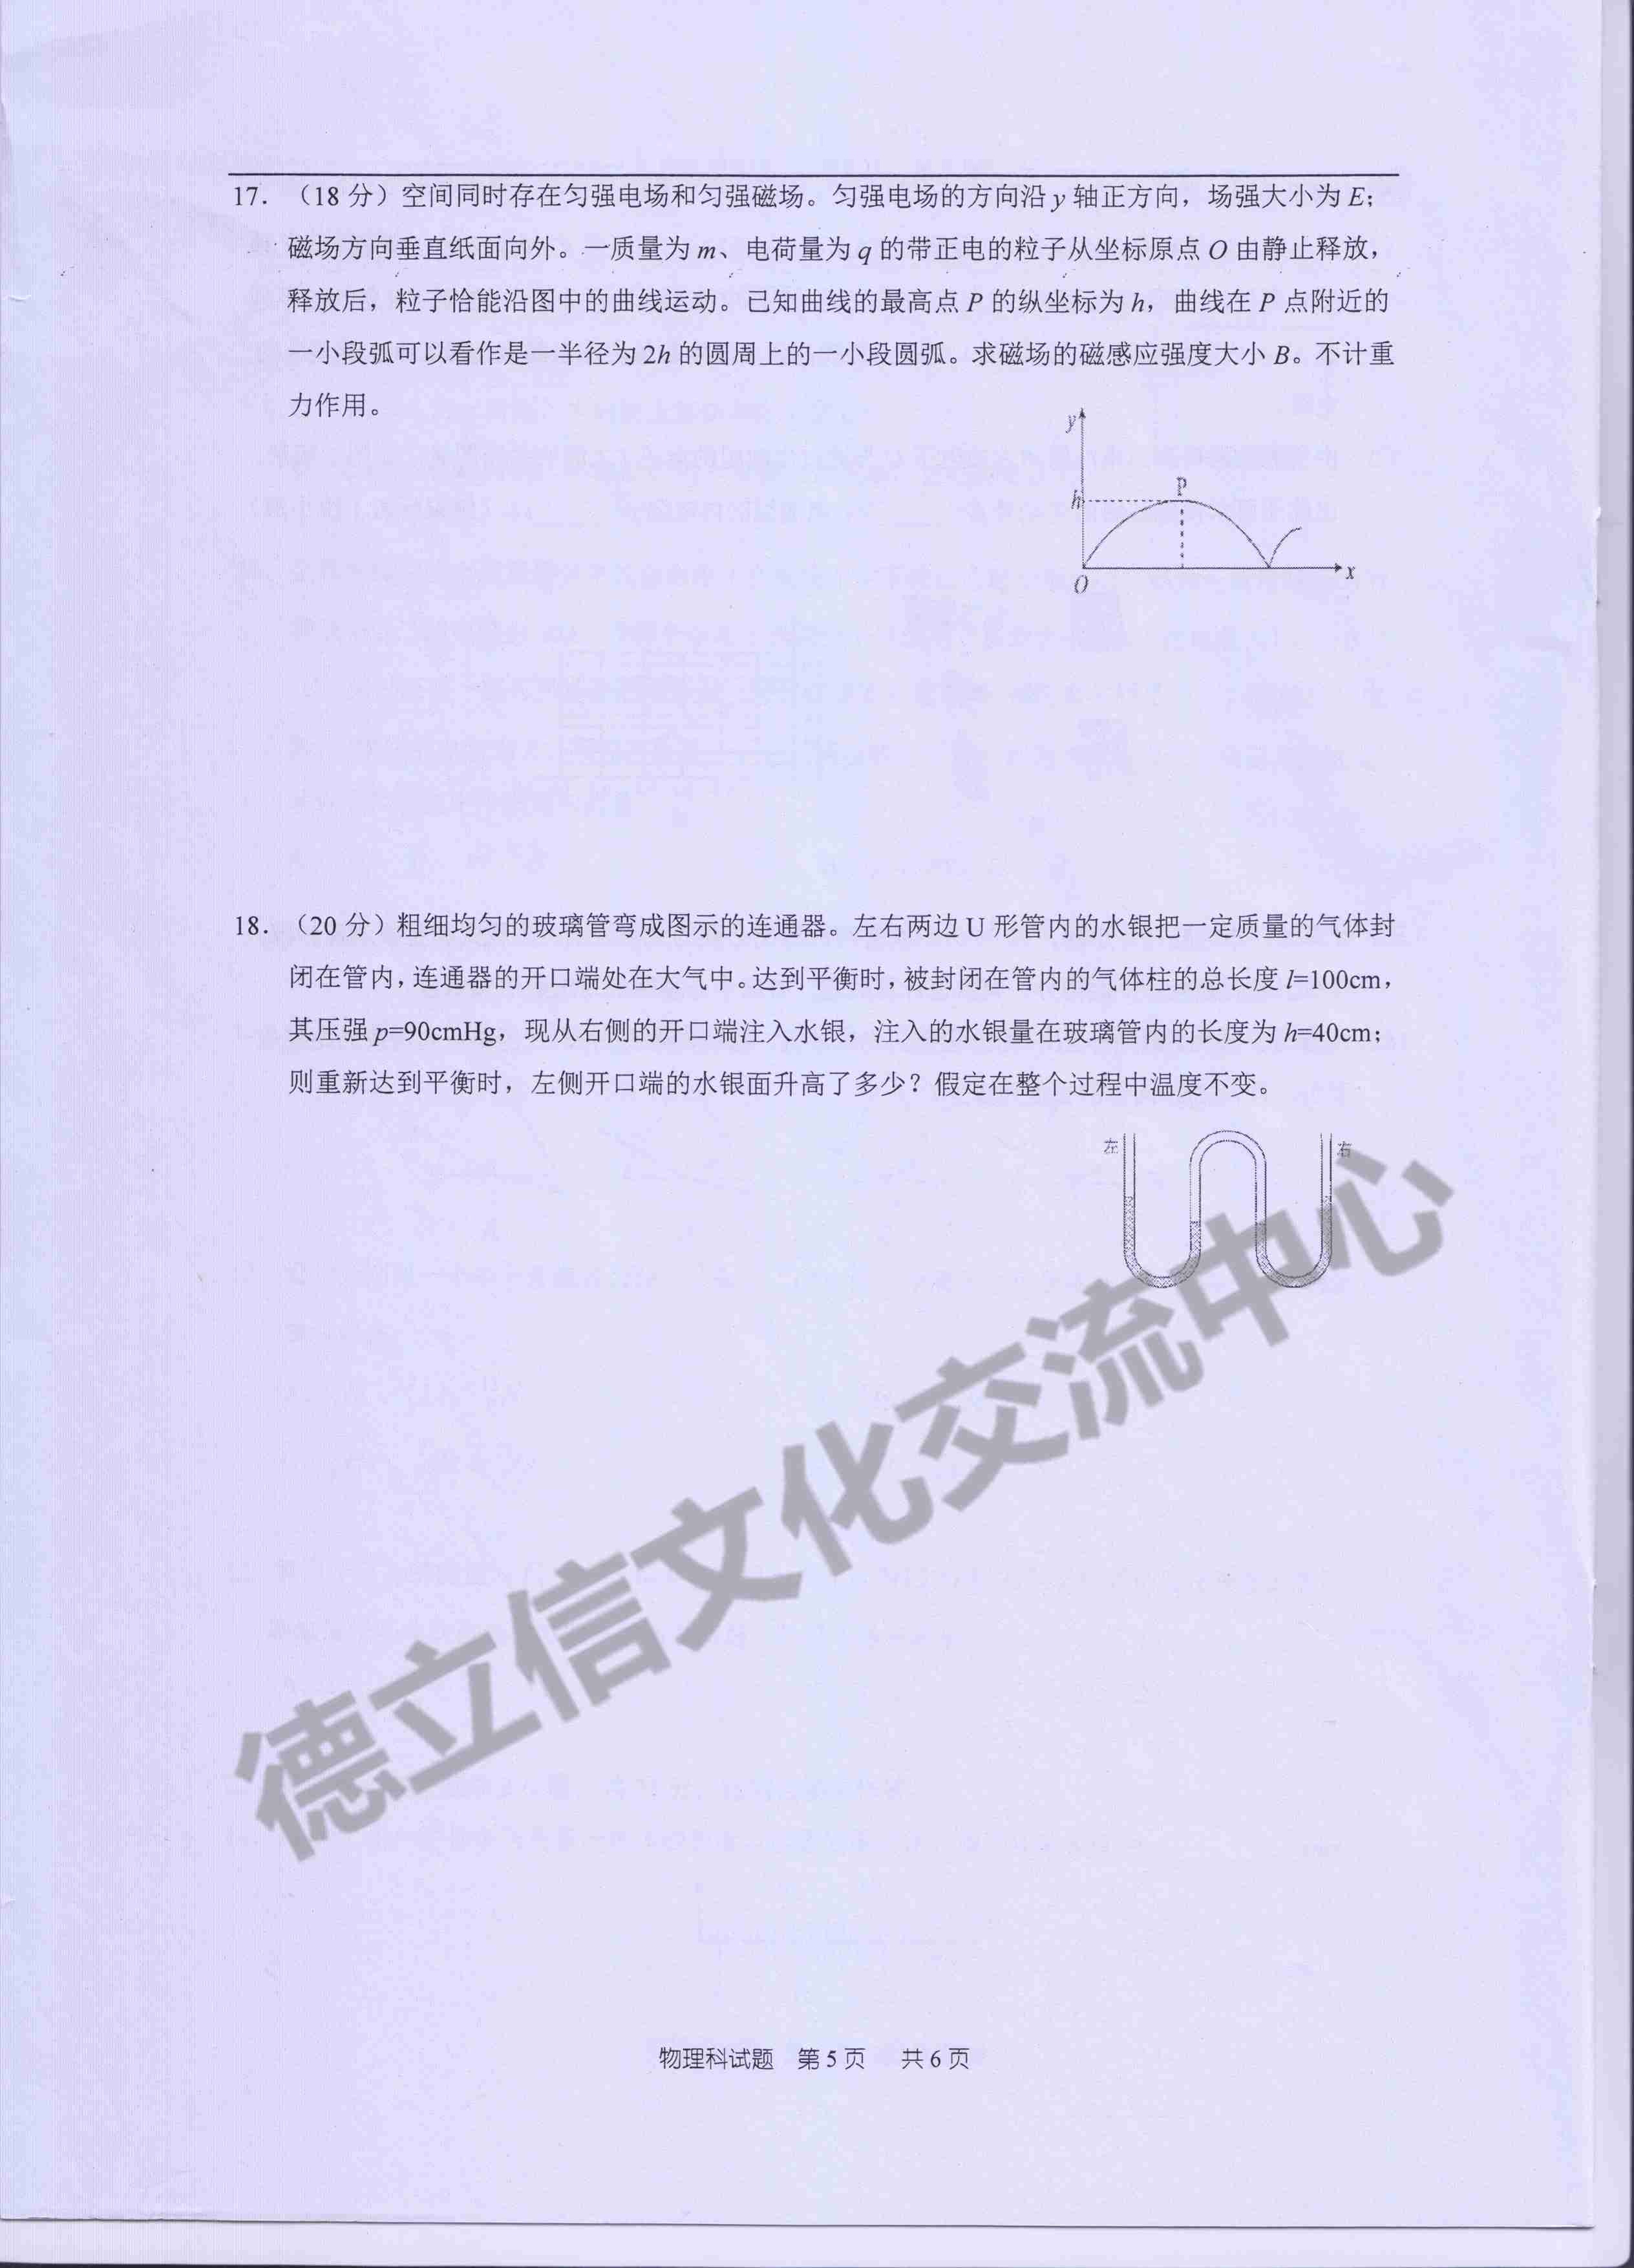 17. （18 分）空间同时存在匀强电场和匀强磁场。匀强电场的方向沿 y 轴正方向，场强大小为 E；
磁场方向垂直纸面向外。一质量为 m、电荷量为 q 的带正电的粒子从坐标原点 O 由静止释放，
释放后，粒子恰能沿图中的曲线运动。已知曲线的最高点 P 的纵坐标为 h，曲线在 P 点附近的
一小段弧可以看作是一半径为 2h 的圆周上的一小段圆弧。求磁场的磁感应强度大小 B。不计重
力作用。
y
h
P
O
x
18. （20 分）粗细均匀的玻璃管弯成图示的连通器。左右两边 U 形管内的水银把一定质量的气体封
闭在管内，连通器的开口端处在大气中。达到平衡时，被封闭在管内的气体柱的总长度 l=100cm，
其压强 p=90cmHg，现从右侧的开口端注入水银，注入的水银量在玻璃管内的长度为 h=40cm；
则重新达到平衡时，左侧开口端的水银面升高了多少？假定在整个过程中温度不变。
左
右
德立信文化交流中心
物理科试题 第 5 页 共 6 页